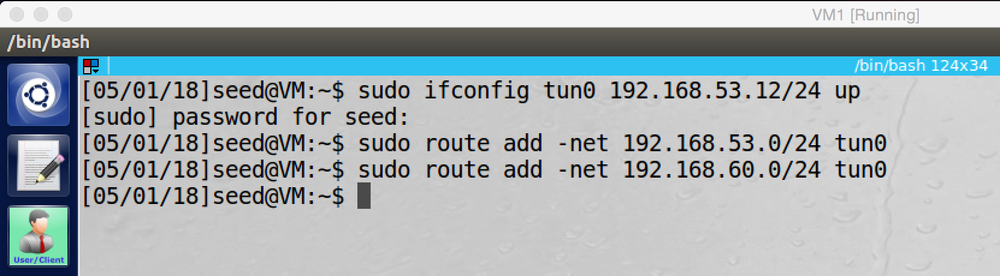 VM1 [Running]
/bin/bash
/bin/bash 124x34
[05/01/18]seed@VM:~$ sudo ifconfig tun0 192.168.53.12/24 up
[sudo] password for seed:
[05/01/18]seed@VM:~$ sudo route add -net 192.168.53.0/24 tun0
[05/01/18]seed@VM:~$ sudo route add -net 192.168.60.0/24 tun0
[05/01/18]seed@VM:~$
User/Client